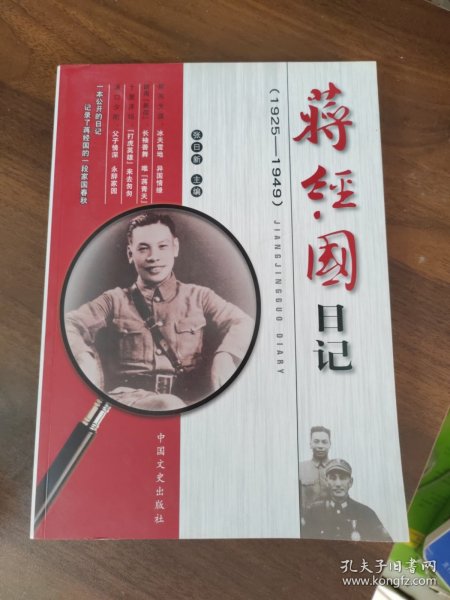 蒋经国
日记
(1925—1949)
JIANGJINGGUO DIARY
张日新 主编
冰天雪地 异国情缘
长袖善舞 唯「蒋青天」
「打虎英雄」来去匆匆
父子情深 永辞家园
一本公开的日记
记录了蒋经国的一段家国春秋
中国文史出版社
孔夫子旧书网
www.kongfz.com